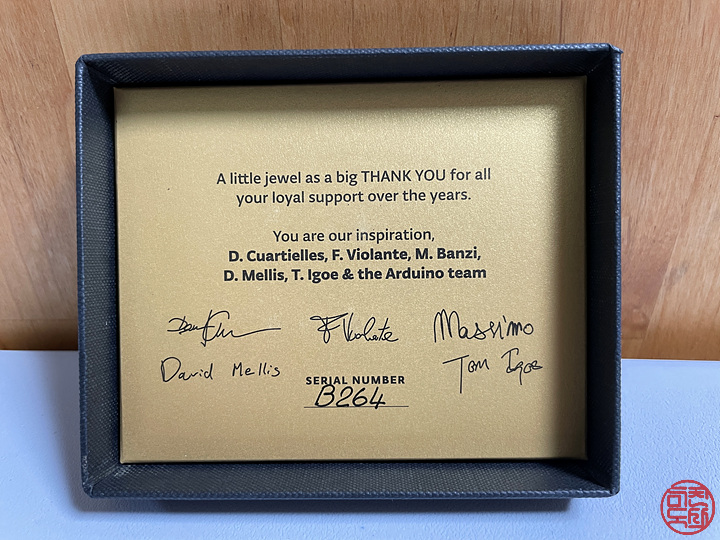 A little jewel as a big THANK YOU for all
your loyal support over the years.
You are our inspiration,
D. Cuartielles, F. Violante, M. Banzi,
D. Mellis, T. Igoe & the Arduino team
F Violante Massimo
David Mellis Tom Igoe
SERIAL NUMBER
B264